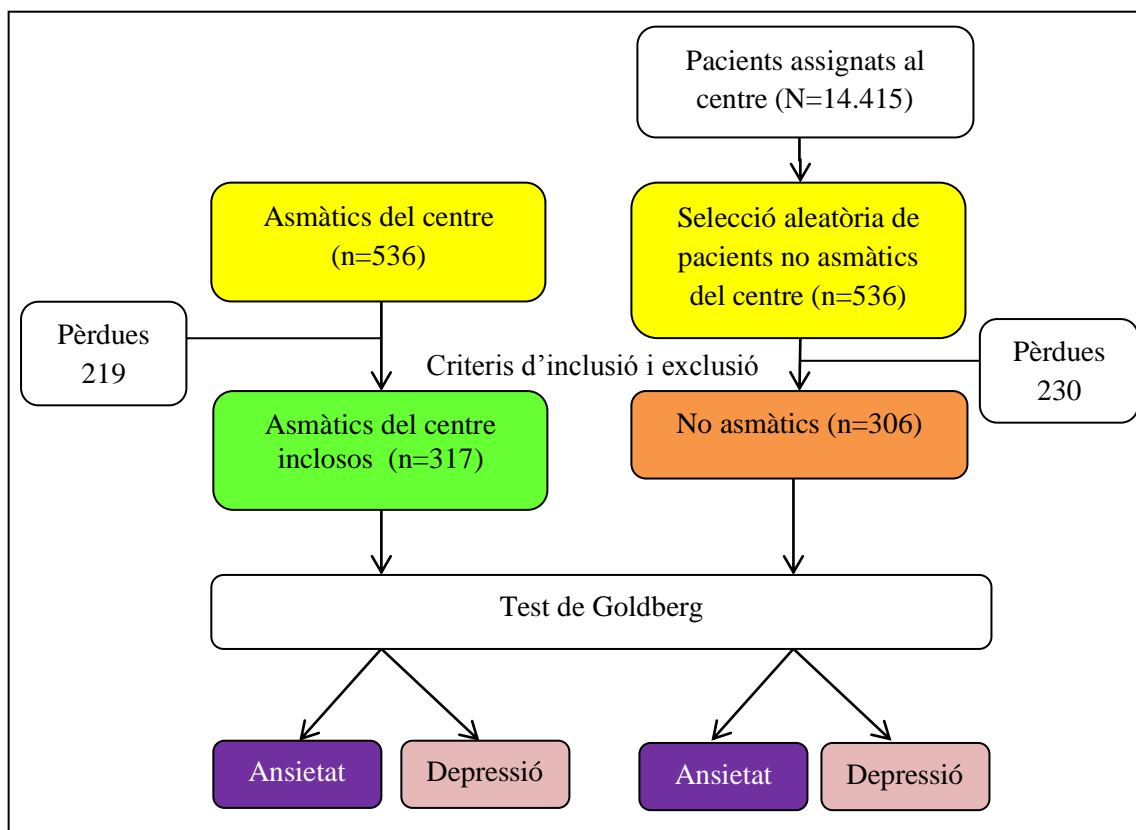 Pacients assignats al
centre (N=14.415)
Asmàtics del centre
(n=536)
Selecció aleatòria de
pacients no asmàtics
del centre (n=536)
Pèrdues
219
Criteris d’inclusió i exclusió
Pèrdues
230
Asmàtics del centre
inclosos (n=317)
No asmàtics (n=306)
Test de Goldberg
Ansietat
Depressió
Ansietat
Depressió